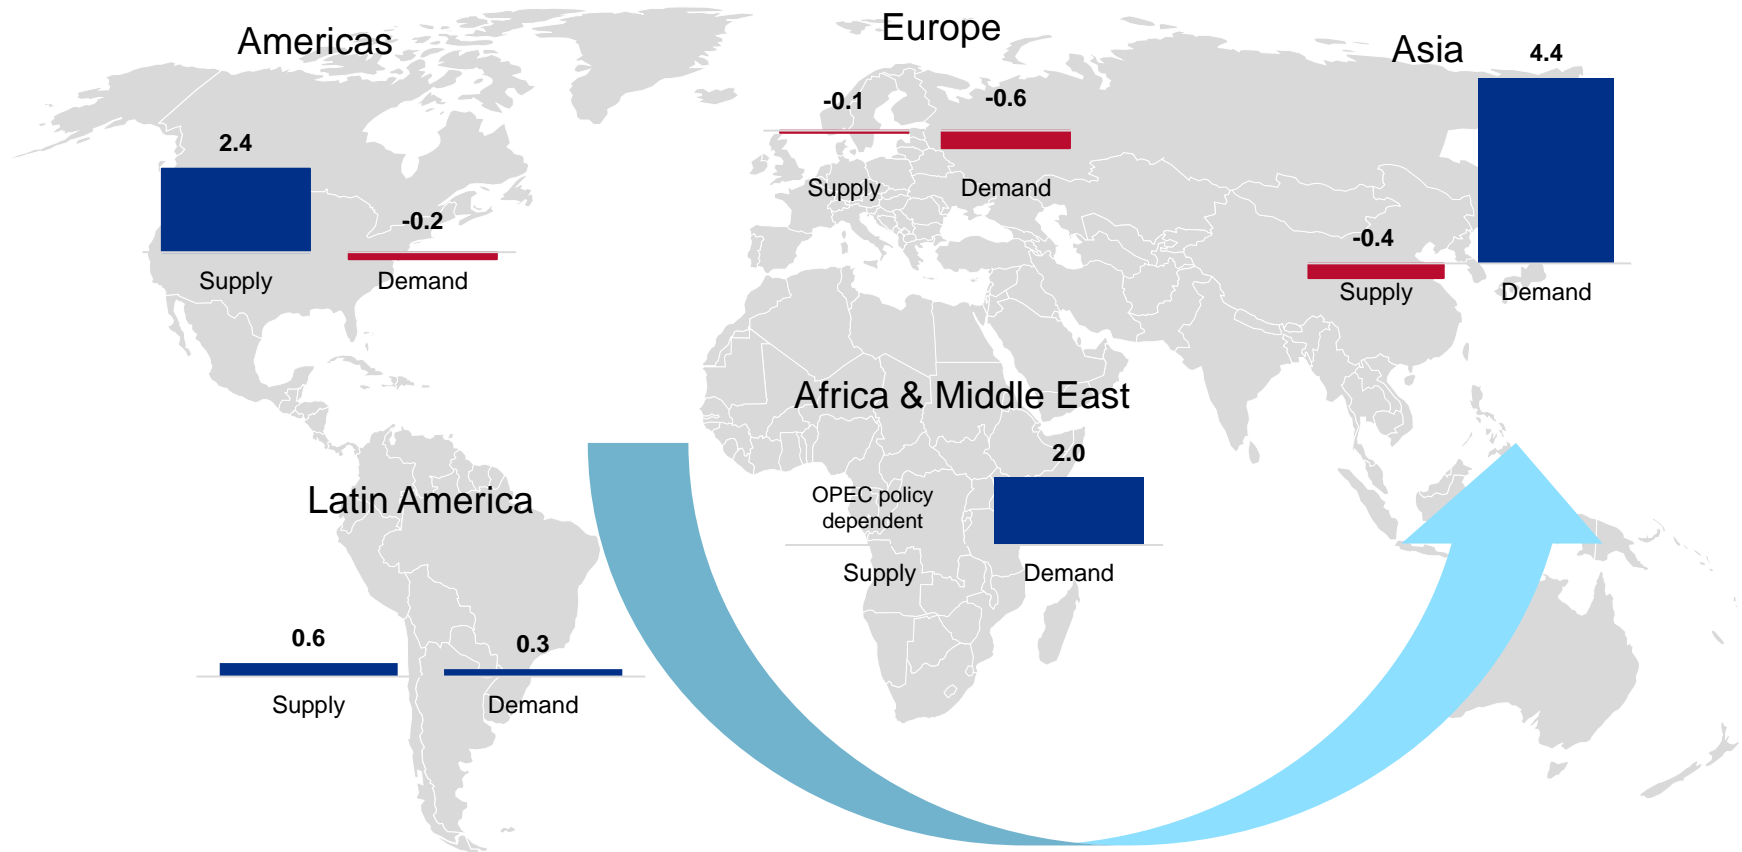 Americas
2.4
-0.2
Supply
Demand
Europe
-0.1
-0.6
Supply
Demand
Asia
4.4
-0.4
Supply
Demand
Africa & Middle East
2.0
OPEC policy
dependent
Supply
Demand
Latin America
0.6
0.3
Supply
Demand